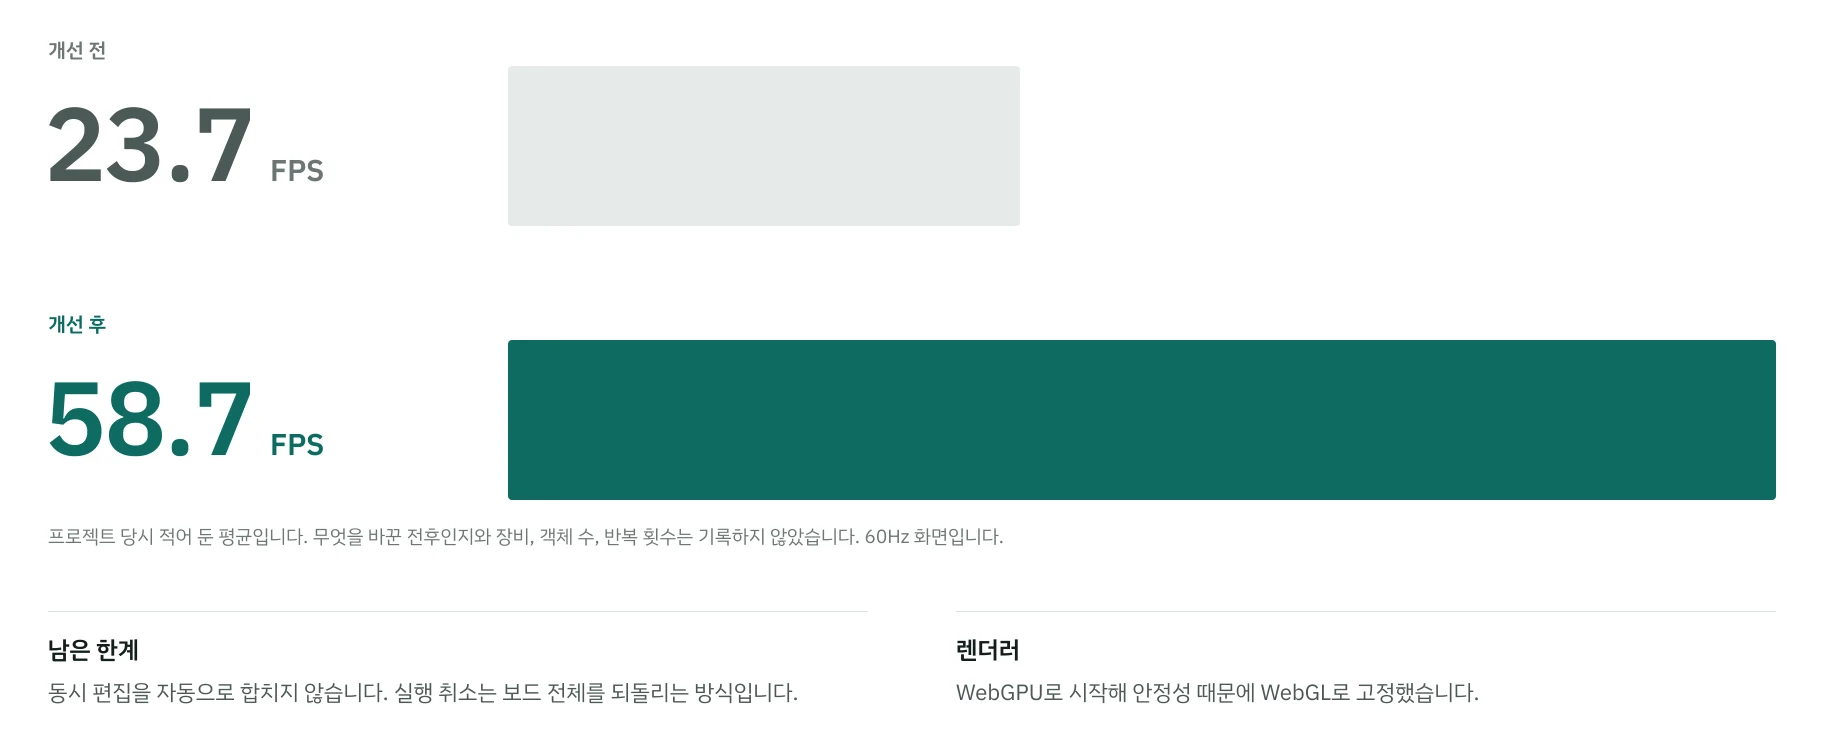 개선 전
23.7 FPS
개선 후
58.7 FPS
프로젝트 당시 적어 둔 평균입니다. 무엇을 바꾼 전후인지와 장비, 객체 수, 반복 횟수는 기록하지 않았습니다. 60Hz 화면입니다.
남은 한계
동시 편집을 자동으로 합치지 않습니다. 실행 취소는 보드 전체를 되돌리는 방식입니다.
렌더러
WebGPU로 시작해 안정성 때문에 WebGL로 고정했습니다.